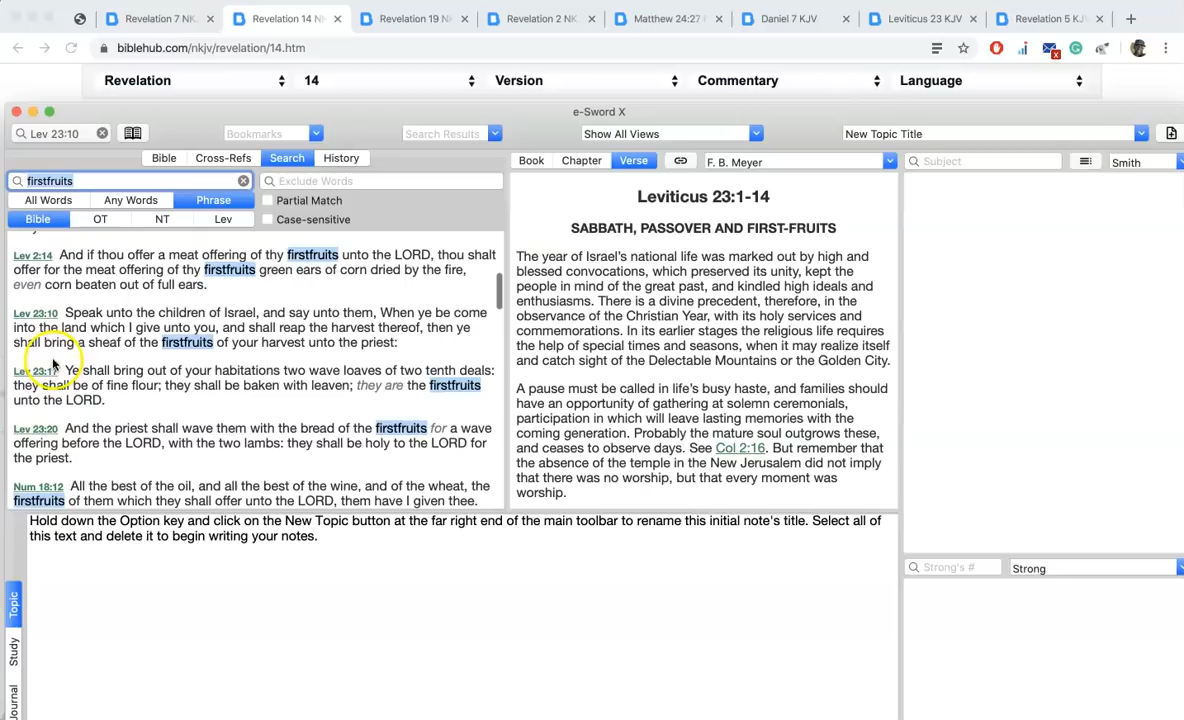 Revelation 7 NK
Revelation 14 NK
Revelation 19 NK
Revelation 2 NK
Matthew 24:27
Daniel 7 KJV
Leviticus 23 KJV
Revelation 5 KJ
biblehub.com/nkjv/revelation/14.htm
Revelation 14 Version Commentary Language
e-Sword X
Lev 23:10 Bookmarks Search Results Show All Views New Topic Title
Bible Cross-Refs Search History
firstfruits Exclude Words
All Words Any Words Phrase Partial Match
Bible OT NT Lev Case-sensitive
Lev 2:14 And if thou offer a meat offering of thy firstfruits unto the LORD, thou shalt
offer for the meat offering of thy firstfruits green ears of corn dried by the fire,
even corn beaten out of full ears.
Lev 23:10 Speak unto the children of Israel, and say unto them, When ye be come
into the land which I give unto you, and shall reap the harvest thereof, then ye
shall bring a sheaf of the firstfruits of your harvest unto the priest:
Lev 23:17 Ye shall bring out of your habitations two wave loaves of two tenth deals:
they shall be of fine flour; they shall be baken with leaven; they are the firstfruits
unto the LORD.
Lev 23:20 And the priest shall wave them with the bread of the firstfruits for a wave
offering before the LORD, with the two lambs: they shall be holy to the LORD for
the priest.
Num 18:12 All the best of the oil, and all the best of the wine, and of the wheat, the
firstfruits of them which they shall offer unto the LORD, them have I given thee.
Book Chapter Verse F. B. Meyer
Leviticus 23:1-14
SABBATH, PASSOVER AND FIRST-FRUITS
The year of Israel's national life was marked out by high and
blessed convocations, which preserved its unity, kept the
people in mind of the great past, and kindled high ideals and
enthusiasms. There is a divine precedent, therefore, in the
observance of the Christian Year, with its holy services and
commemorations. In its earlier stages the religious life requires
the help of special times and seasons, when it may realize itself
and catch sight of the Delectable Mountains or the Golden City.
A pause must be called in life's busy haste, and families should
have an opportunity of gathering at solemn ceremonials,
participation in which will leave lasting memories with the
coming generation. Probably the mature soul outgrows these,
and ceases to observe days. See Col 2:16. But remember that
the absence of the temple in the New Jerusalem did not imply
that there was no worship, but that every moment was
worship.
Subject Smith
Hold down the Option key and click on the New Topic button at the far right end of the main toolbar to rename this initial note's title. Select all of
this text and delete it to begin writing your notes.
Strong's # Strong
Topic
Study
Journal